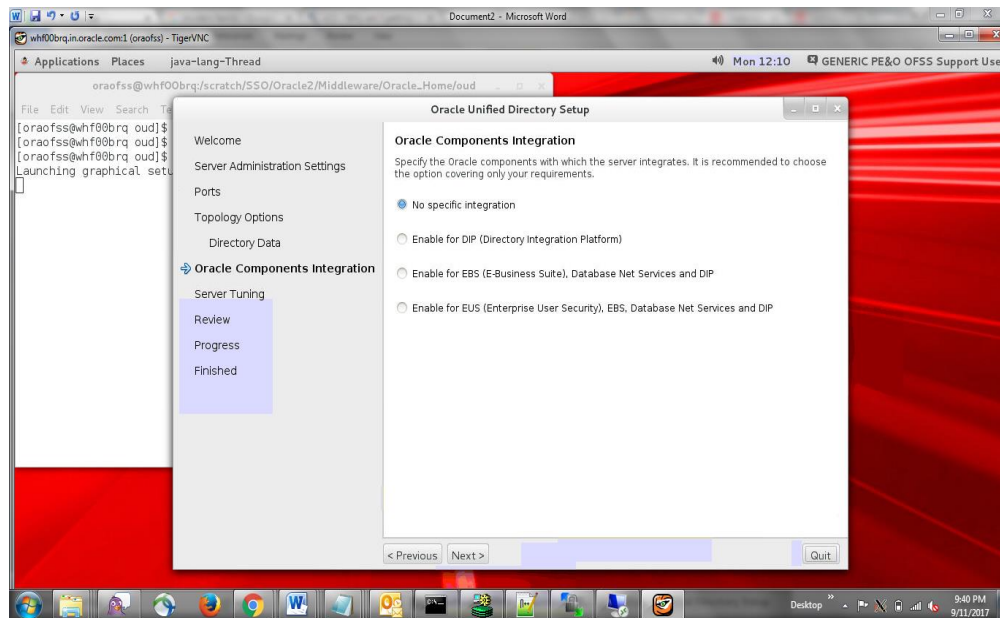 Document2 - Microsoft Word
whf00brq.in.oracle.com:1 (oraofss) - TigerVNC
Applications Places java-lang-Thread Mon 12:10 GENERIC PE&O OFSS Support Use
oraofss@whf00brq:/scratch/SSO/Oracle2/Middleware/Oracle_Home/oud
File Edit View Search Te
[oraofss@whf00brq oud]$
[oraofss@whf00brq oud]$
[oraofss@whf00brq oud]$
Launching graphical setu
Oracle Unified Directory Setup
Welcome
Server Administration Settings
Ports
Topology Options
Directory Data
Oracle Components Integration
Server Tuning
Review
Progress
Finished
Oracle Components Integration
Specify the Oracle components with which the server integrates. It is recommended to choose
the option covering only your requirements.
No specific integration
Enable for DIP (Directory Integration Platform)
Enable for EBS (E-Business Suite), Database Net Services and DIP
Enable for EUS (Enterprise User Security), EBS, Database Net Services and DIP
< Previous Next > Quit
Desktop
9:40 PM
9/11/2017